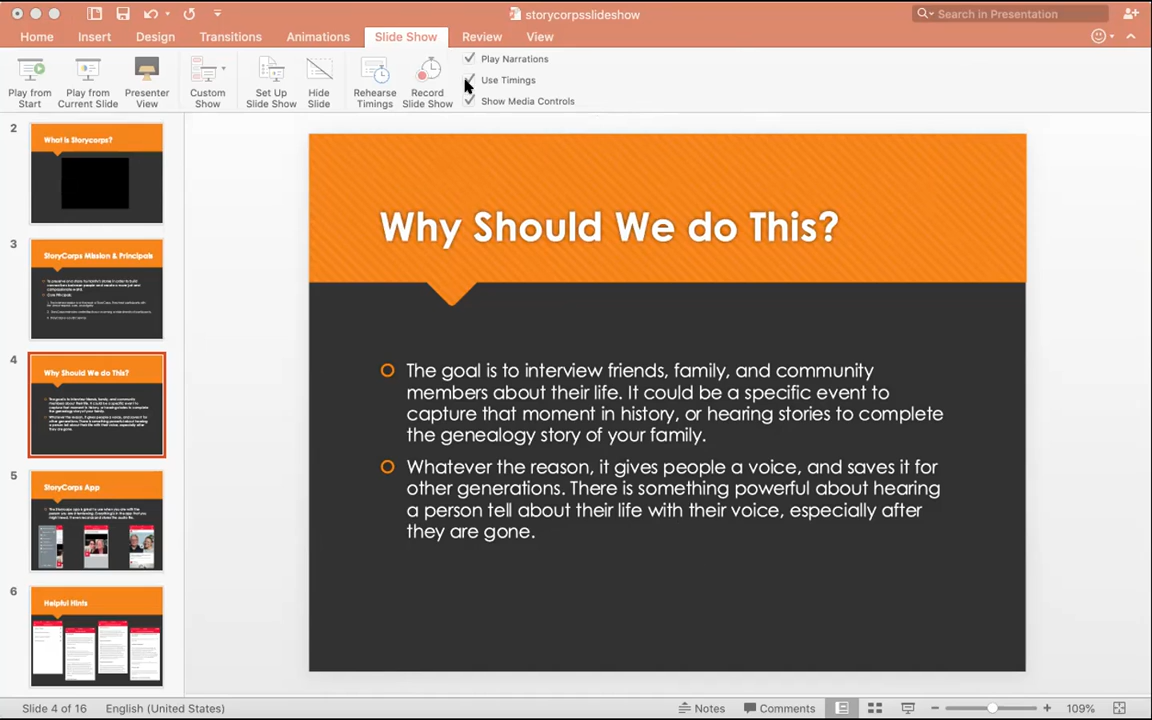 storycorpsslideshow
Search in Presentation
Home Insert Design Transitions Animations Slide Show Review View
Play from Start
Play from Current Slide
Presenter View
Custom Show
Set Up Slide Show
Hide Slide
Rehearse Timings
Record Slide Show
Play Narrations
Use Timings
Show Media Controls
2
What is Storycorps?
3
StoryCorps Mission & Principals
4
Why Should We do This?
5
StoryCorps App
6
Helpful Hints
Why Should We do This?
The goal is to interview friends, family, and community
members about their life. It could be a specific event to
capture that moment in history, or hearing stories to complete
the genealogy story of your family.
Whatever the reason, it gives people a voice, and saves it for
other generations. There is something powerful about hearing
a person tell about their life with their voice, especially after
they are gone.
Slide 4 of 16 English (United States) Notes Comments 109%